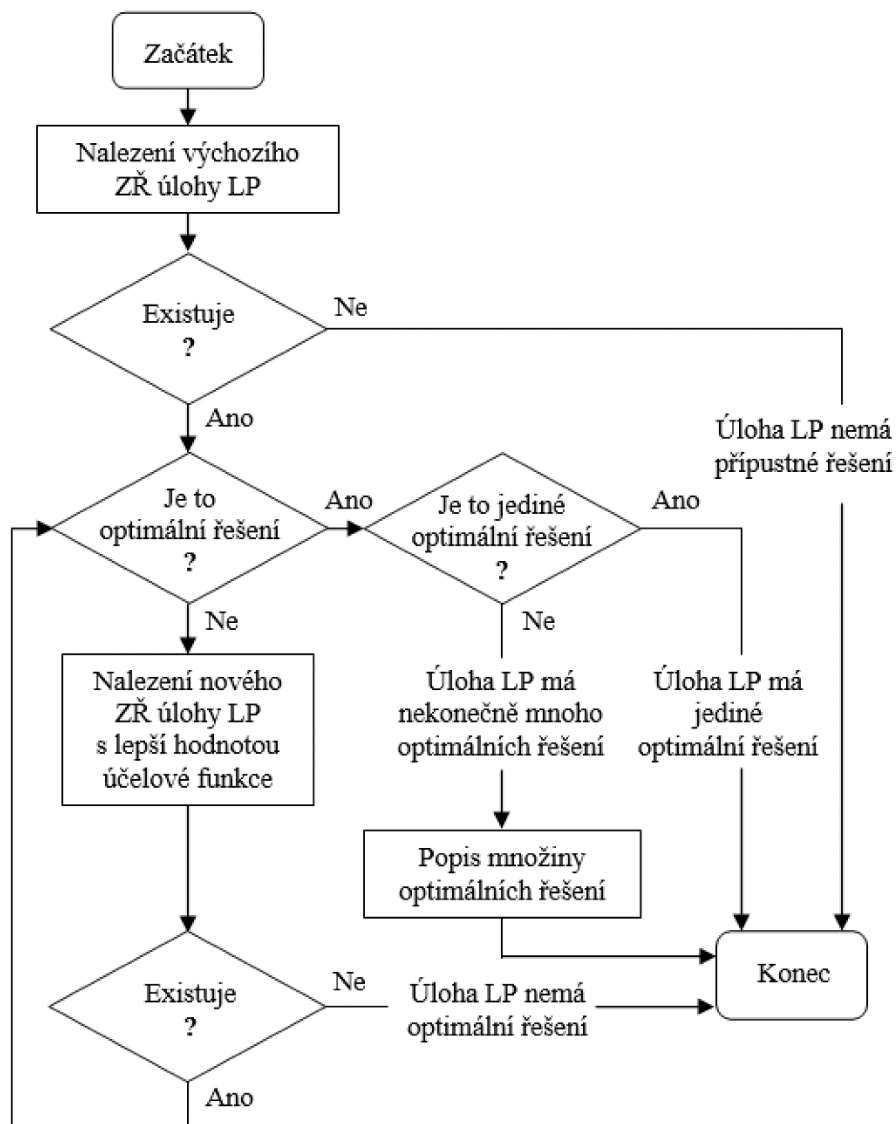 Začátek
Nalezení výchozího
ZŘ úlohy LP
Existuje
?
Ne
Ano
Úloha LP nemá
přípustné řešení
Je to
optimální řešení
?
Ano
Je to jediné
optimální řešení
?
Ano
Ne
Ne
Nalezení nového
ZŘ úlohy LP
s lepší hodnotou
účelové funkce
Úloha LP má
nekonečně mnoho
optimálních řešení
Úloha LP má
jediné
optimální řešení
Popis množiny
optimálních řešení
Konec
Existuje
?
Ne
Úloha LP nemá
optimální řešení
Ano